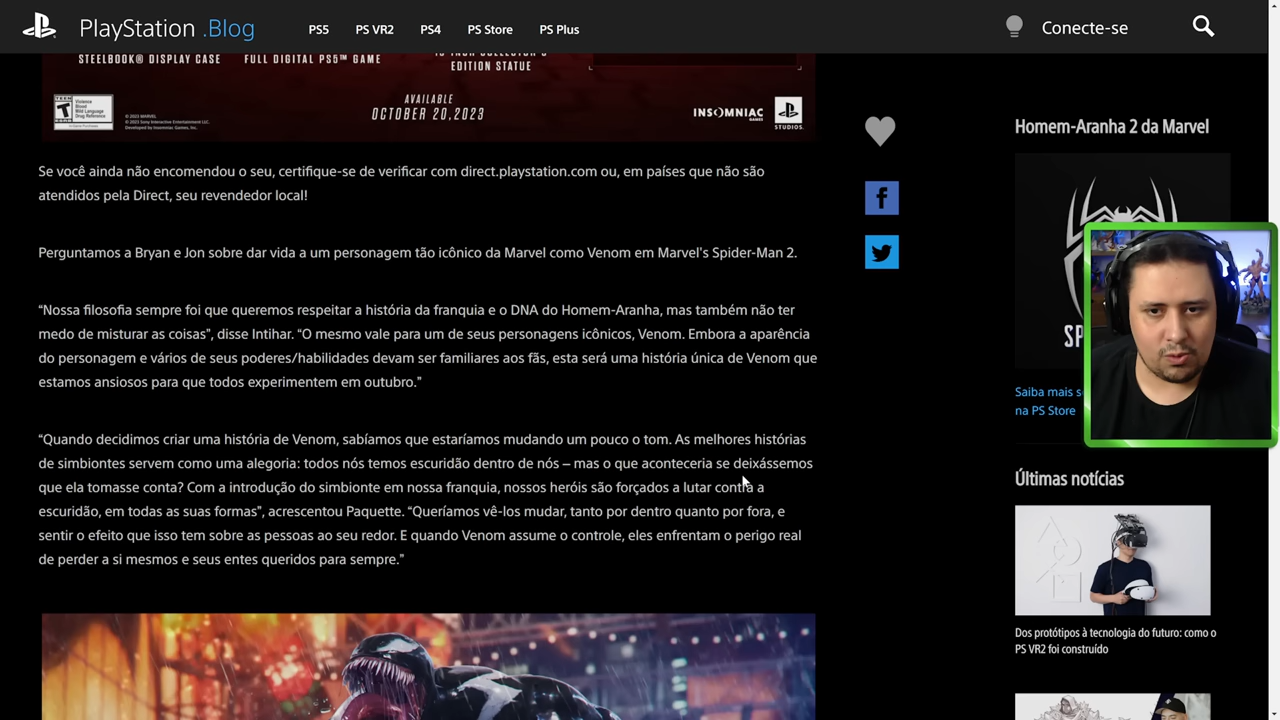 PlayStation.Blog
PS5
PS VR2
PS4
PS Store
PS Plus
Conecte-se
STEELBOOK® DISPLAY CASE
FULL DIGITAL PS5™ GAME
EDITION STATUE
TEEN
T
Violence
Blood
Mild Language
Drug Reference
AVAILABLE
OCTOBER 20,2023
INSOMNIAC
GAMES
STUDIOS.
Se você ainda não encomendou o seu, certifique-se de verificar com direct.playstation.com ou, em países que não são
atendidos pela Direct, seu revendedor local!
Perguntamos a Bryan e Jon sobre dar vida a um personagem tão icônico da Marvel como Venom em Marvel's Spider-Man 2.
“Nossa filosofia sempre foi que queremos respeitar a história da franquia e o DNA do Homem-Aranha, mas também não ter
medo de misturar as coisas”, disse Intihar. “O mesmo vale para um de seus personagens icônicos, Venom. Embora a aparência
do personagem e vários de seus poderes/habilidades devam ser familiares aos fãs, esta será uma história única de Venom que
estamos ansiosos para que todos experimentem em outubro.”
“Quando decidimos criar uma história de Venom, sabíamos que estaríamos mudando um pouco o tom. As melhores histórias
de simbiontes servem como uma alegoria: todos nós temos escuridão dentro de nós – mas o que aconteceria se deixássemos
que ela tomasse conta? Com a introdução do simbionte em nossa franquia, nossos heróis são forçados a lutar contra a
escuridão, em todas as suas formas”, acrescentou Paquette. “Queríamos vê-los mudar, tanto por dentro quanto por fora, e
sentir o efeito que isso tem sobre as pessoas ao seu redor. E quando Venom assume o controle, eles enfrentam o perigo real
de perder a si mesmos e seus entes queridos para sempre.”
Homem-Aranha 2 da Marvel
SP
Saiba mais s
na PS Store
Últimas notícias
Dos protótipos à tecnologia do futuro: como o
PS VR2 foi construído